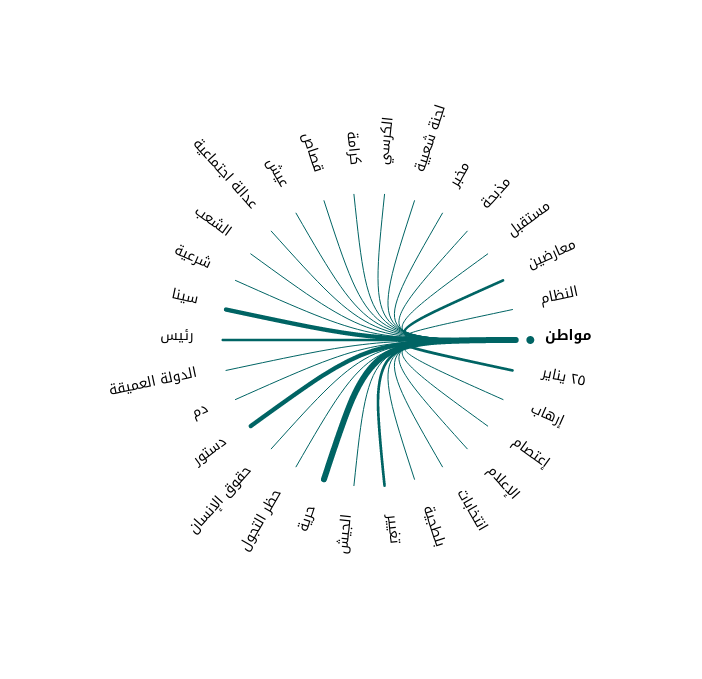 مواطن
٢٥ يناير
إرهاب
إعتصام
الإعلام
انتخابات
بلطجية
تغيير
الجيش
حرية
حظر التجول
حقوق الإنسان
دستور
دم
الدولة العميقة
رئيس
سينا
شرعية
الشعب
عدالة اجتماعية
عيش
قصاص
كرامة
الكرسي
لجنة شعبية
مخبر
مذبحة
مستقبل
معارضين
النظام